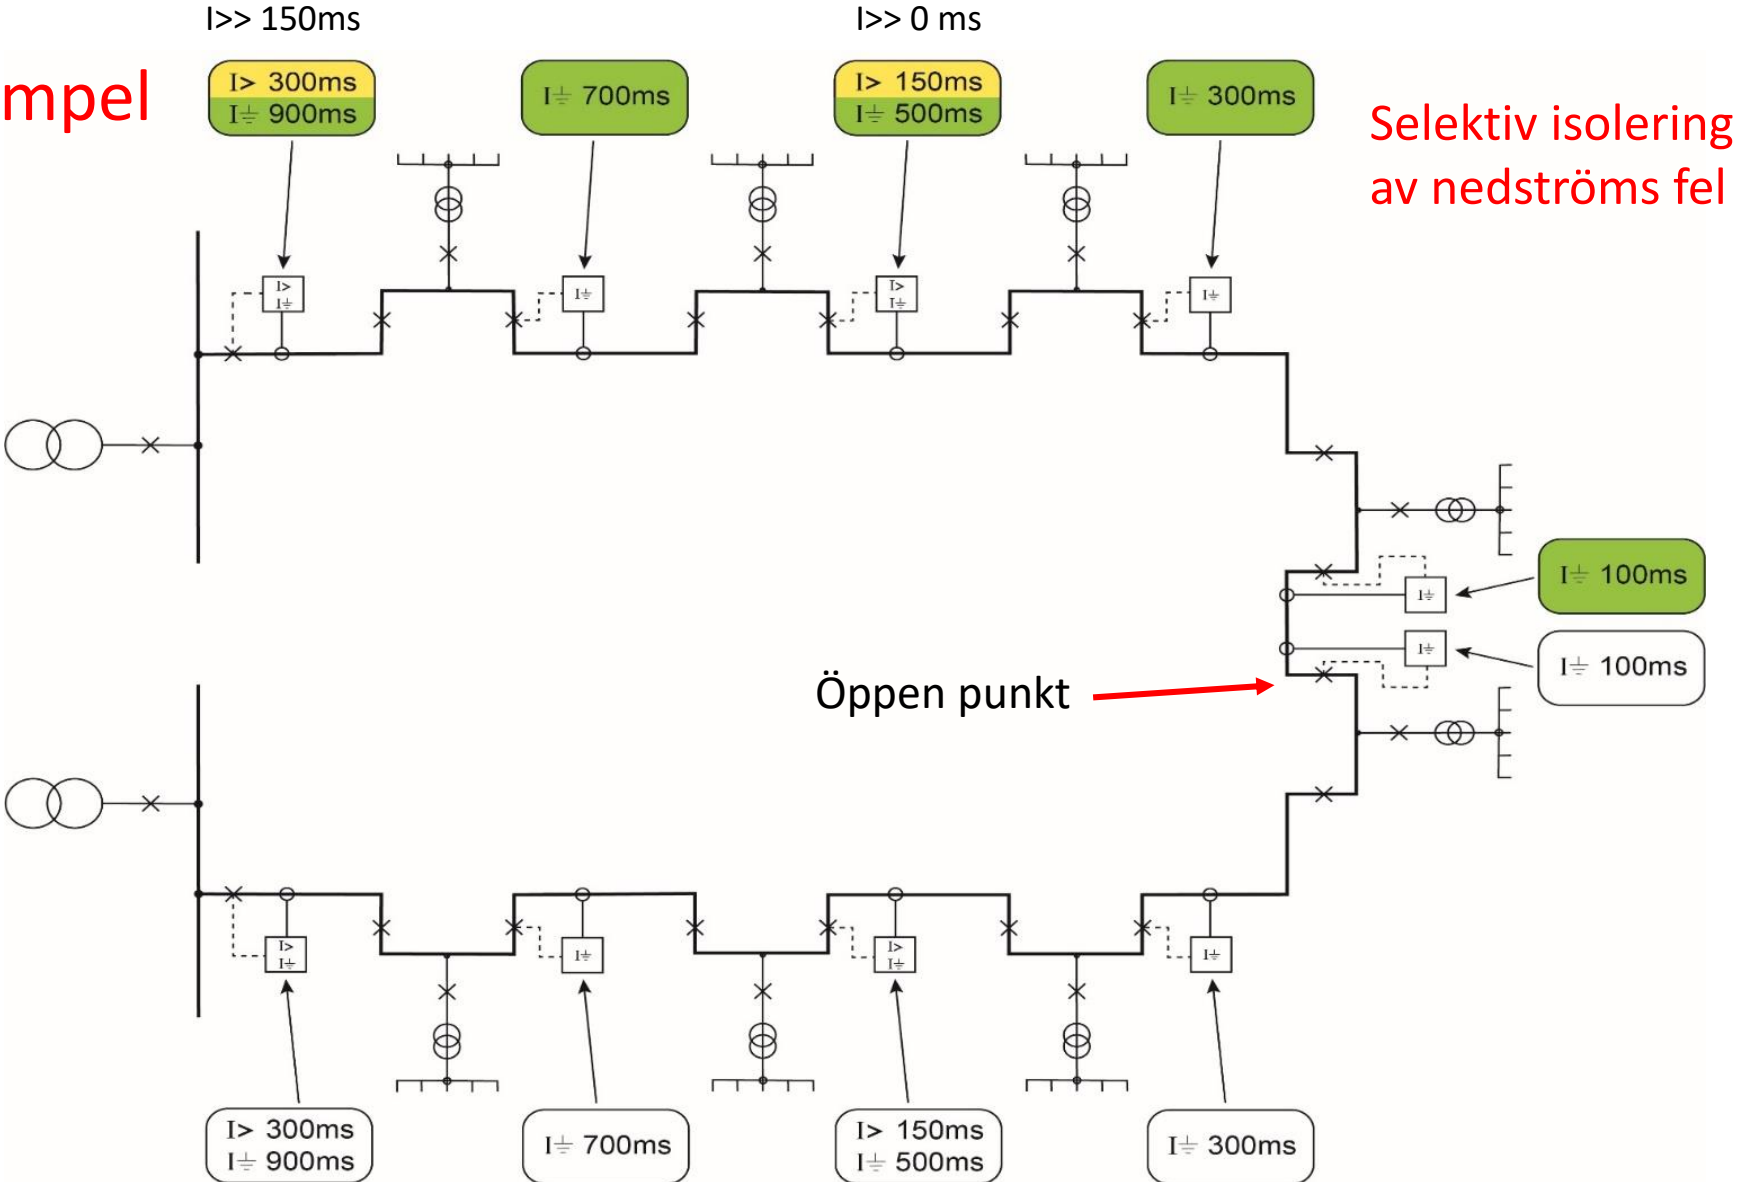 I>> 150ms
I>> 0 ms
mpel
I> 300ms
I⏚ 900ms
I⏚ 700ms
I> 150ms
I⏚ 500ms
I⏚ 300ms
Selektiv isolering
av nedströms fel
I>
I⏚
I⏚
I>
I⏚
I⏚
I⏚
I⏚ 100ms
I⏚
I⏚ 100ms
Öppen punkt
I>
I⏚
I⏚
I>
I⏚
I⏚
I> 300ms
I⏚ 900ms
I⏚ 700ms
I> 150ms
I⏚ 500ms
I⏚ 300ms